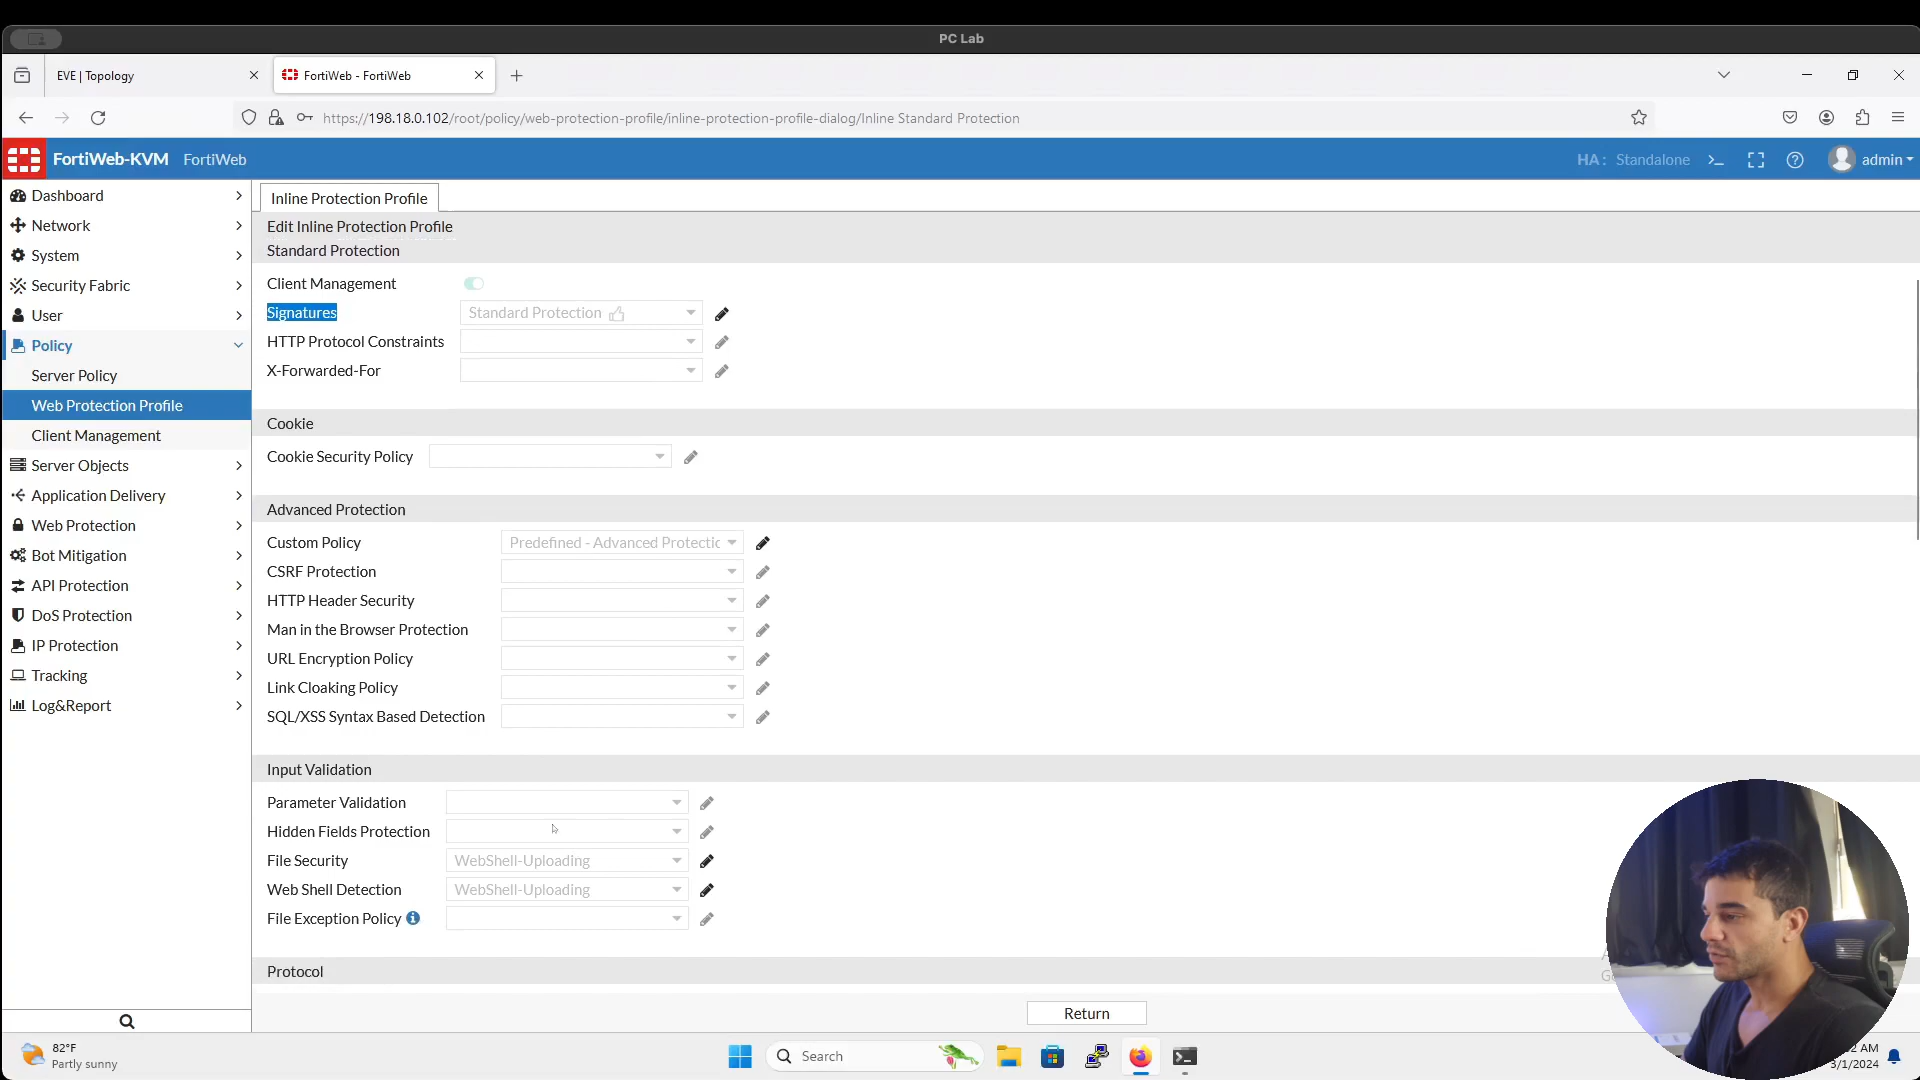 PC Lab
EVE | Topology
FortiWeb - FortiWeb
https://198.18.0.102/root/policy/web-protection-profile/inline-protection-profile-dialog/Inline Standard Protection
FortiWeb-KVM FortiWeb
HA: Standalone
admin
Dashboard
Network
System
Security Fabric
User
Policy
Server Policy
Web Protection Profile
Client Management
Server Objects
Application Delivery
Web Protection
Bot Mitigation
API Protection
DoS Protection
IP Protection
Tracking
Log&Report
Inline Protection Profile
Edit Inline Protection Profile
Standard Protection
Client Management
Signatures Standard Protection
HTTP Protocol Constraints
X-Forwarded-For
Cookie
Cookie Security Policy
Advanced Protection
Custom Policy Predefined - Advanced Protectic
CSRF Protection
HTTP Header Security
Man in the Browser Protection
URL Encryption Policy
Link Cloaking Policy
SQL/XSS Syntax Based Detection
Input Validation
Parameter Validation
Hidden Fields Protection
File Security WebShell-Uploading
Web Shell Detection WebShell-Uploading
File Exception Policy
Protocol
Return
82°F
Partly sunny
Search
2 AM
3/1/2024